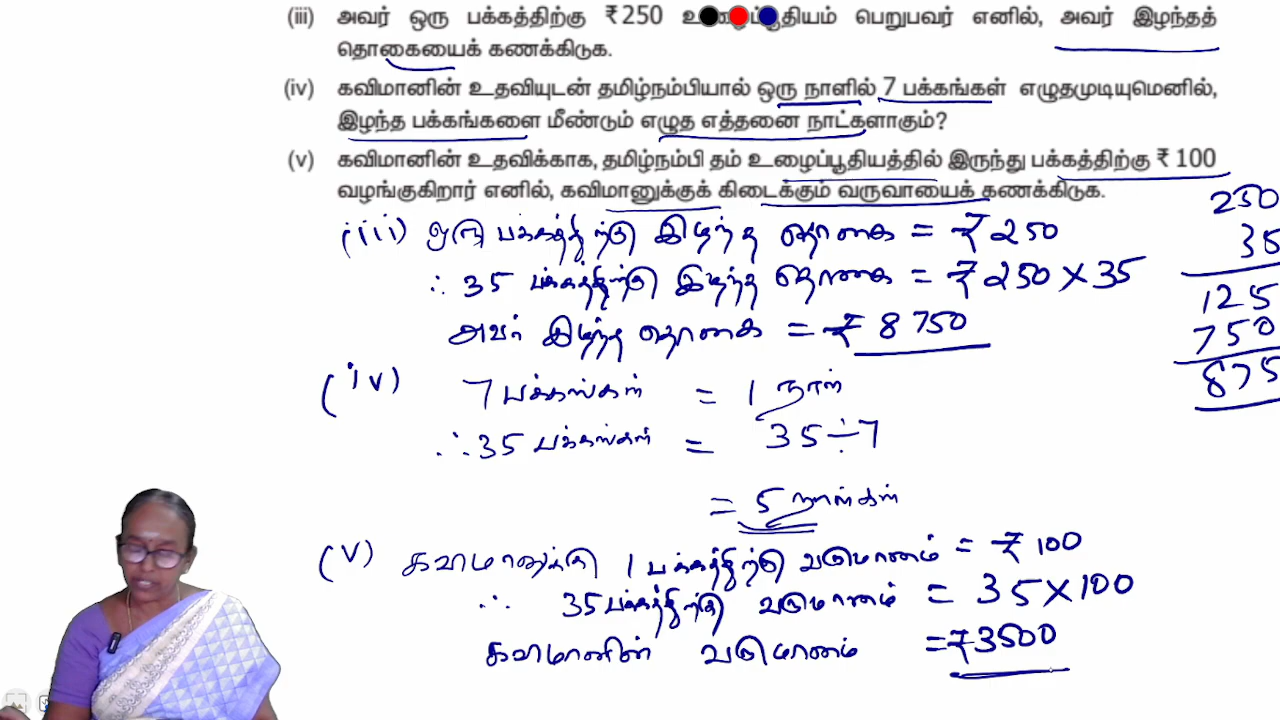 (iii) அவர் ஒரு பக்கத்திற்கு ₹250 உழைப்பூதியம் பெறுபவர் எனில், அவர் இழந்தத்
தொகையைக் கணக்கிடுக.
(iv) கவிமானின் உதவியுடன் தமிழ்நம்பியால் ஒரு நாளில் 7 பக்கங்கள் எழுதமுடியுமெனில்,
இழந்த பக்கங்களை மீண்டும் எழுத எத்தனை நாட்களாகும்?
(v) கவிமானின் உதவிக்காக, தமிழ்நம்பி தம் உழைப்பூதியத்தில் இருந்து பக்கத்திற்கு ₹ 100
வழங்குகிறார் எனில், கவிமானுக்குக் கிடைக்கும் வருவாயைக் கணக்கிடுக.
250
35
125
750
875
(iii) ஒரு பக்கத்திற்கு இழந்த தொகை = ₹250
∴ 35 பக்கத்திற்கு இழந்த தொகை = ₹250 × 35
அவர் இழந்த தொகை = ₹ 8750
(iv) 7 பக்கங்கள் = 1 நாள்
∴ 35 பக்கங்கள் = 35 ÷ 7
= 5 நாள்கள்
(v) கவிமானுக்கு 1 பக்கத்திற்கு வருமானம் = ₹ 100
∴ 35 பக்கத்திற்கு வருமானம் = 35 × 100
கவிமானின் வருமானம் = ₹3500